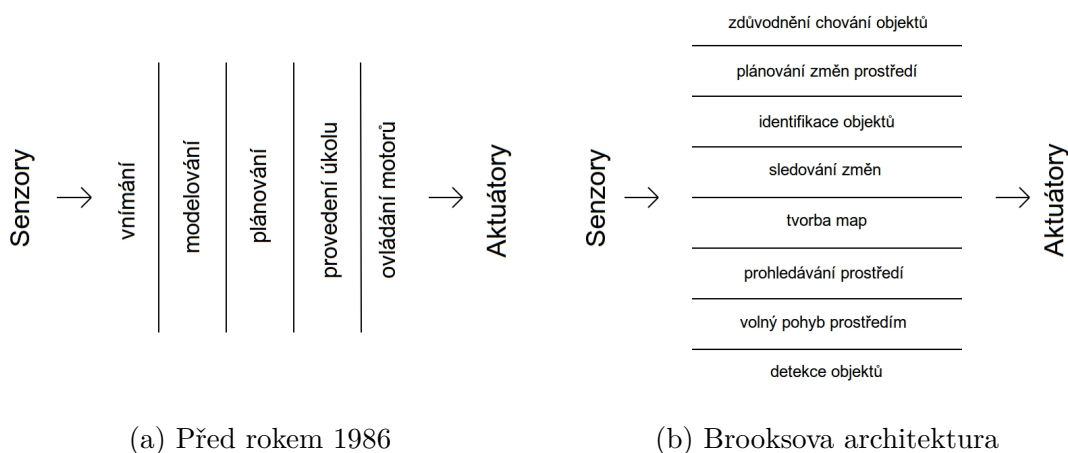 Senzory
vnímání
modelování
plánování
provedení úkolu
ovládání motorů
Aktuátory
(a) Před rokem 1986
Senzory
zdůvodnění chování objektů
plánování změn prostředí
identifikace objektů
sledování změn
tvorba map
prohledávání prostředí
volný pohyb prostředím
detekce objektů
Aktuátory
(b) Brooksova architektura